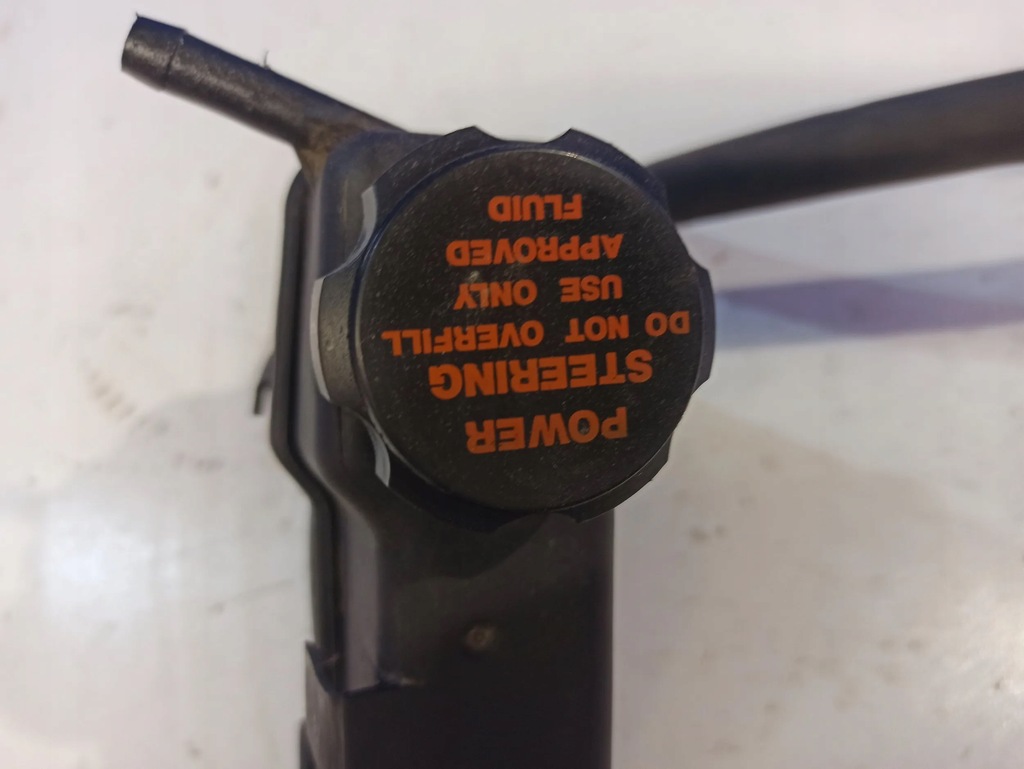 POWER
STEERING
DO NOT OVERFILL
USE ONLY
APPROVED
FLUID